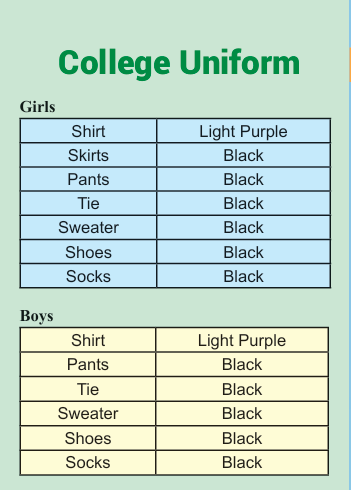 College Uniform
Girls
Shirt Light Purple
Skirts Black
Pants Black
Tie Black
Sweater Black
Shoes Black
Socks Black
Boys
Shirt Light Purple
Pants Black
Tie Black
Sweater Black
Shoes Black
Socks Black